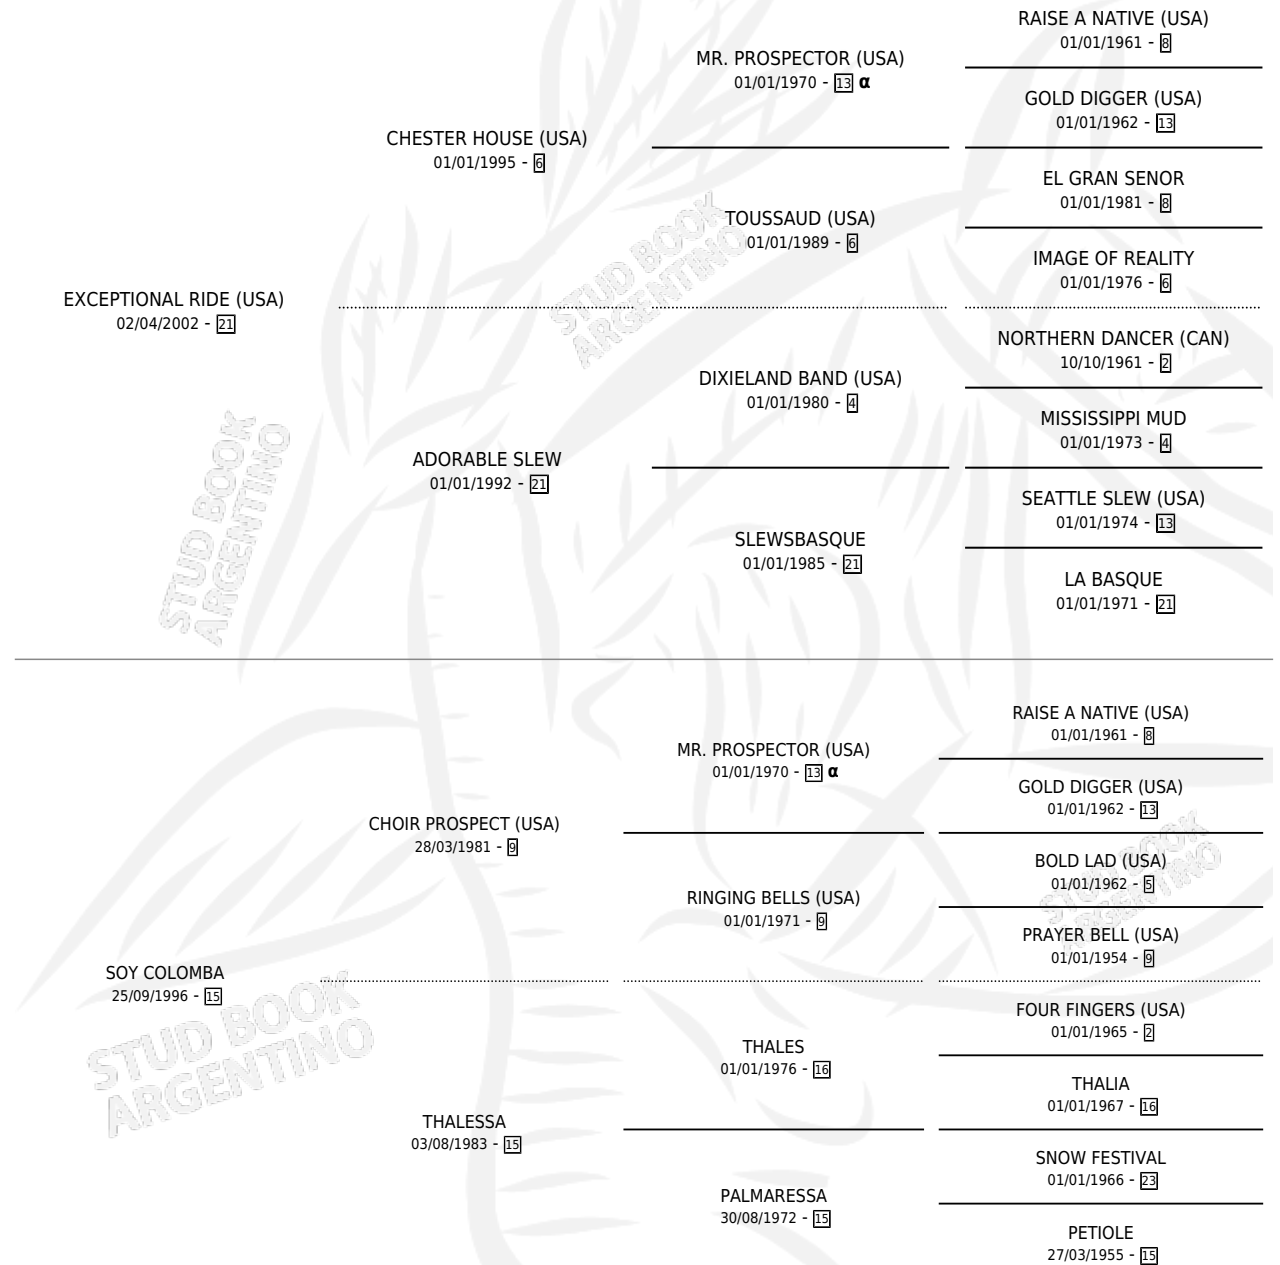 RAISE A NATIVE (USA)
01/01/1961 - 8
MR. PROSPECTOR (USA)
01/01/1970 - 13 α
GOLD DIGGER (USA)
01/01/1962 - 13
CHESTER HOUSE (USA)
01/01/1995 - 6
EL GRAN SENOR
01/01/1981 - 8
TOUSSAUD (USA)
01/01/1989 - 6
IMAGE OF REALITY
01/01/1976 - 6
EXCEPTIONAL RIDE (USA)
02/04/2002 - 21
NORTHERN DANCER (CAN)
10/10/1961 - 2
DIXIELAND BAND (USA)
01/01/1980 - 4
MISSISSIPPI MUD
01/01/1973 - 4
ADORABLE SLEW
01/01/1992 - 21
SEATTLE SLEW (USA)
01/01/1974 - 13
SLEWSBASQUE
01/01/1985 - 21
LA BASQUE
01/01/1971 - 21
RAISE A NATIVE (USA)
01/01/1961 - 8
MR. PROSPECTOR (USA)
01/01/1970 - 13 α
GOLD DIGGER (USA)
01/01/1962 - 13
CHOIR PROSPECT (USA)
28/03/1981 - 9
BOLD LAD (USA)
01/01/1962 - 5
RINGING BELLS (USA)
01/01/1971 - 9
PRAYER BELL (USA)
01/01/1954 - 9
SOY COLOMBA
25/09/1996 - 15
FOUR FINGERS (USA)
01/01/1965 - 2
THALES
01/01/1976 - 16
THALIA
01/01/1967 - 16
THALESSA
03/08/1983 - 15
SNOW FESTIVAL
01/01/1966 - 23
PALMARESSA
30/08/1972 - 15
PETIOLE
27/03/1955 - 15
STUD BOOK
ARGENTINO
STUD BOOK
ARGENTINO
STUD BOOK
ARGENTINO
STUD BOOK
ARGENTINO